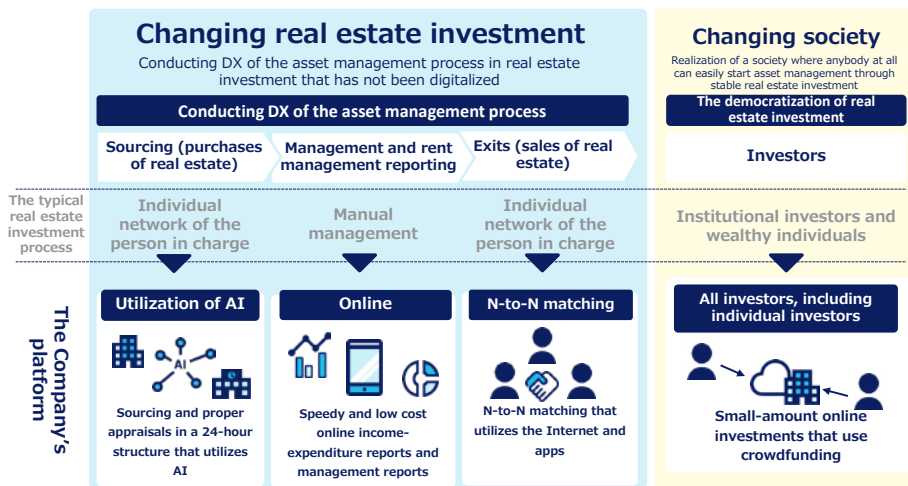 Changing real estate investment
Conducting DX of the asset management process in real estate
investment that has not been digitalized
Changing society
Realization of a society where anybody at all
can easily start asset management through
stable real estate investment
Conducting DX of the asset management process
The democratization of real
estate investment
Sourcing (purchases
of real estate)
Management and rent
management reporting
Exits (sales of real
estate)
Investors
The typical
real estate
investment
process
Individual
network of the
person in charge
Manual
management
Individual
network of the
person in charge
Institutional investors and
wealthy individuals
The Company's
platform
Utilization of AI
AI
Sourcing and proper
appraisals in a 24-hour
structure that utilizes
AI
Online
Speedy and low cost
online income-
expenditure reports and
management reports
N-to-N matching
N-to-N matching that
utilizes the Internet and
apps
All investors, including
individual investors
Small-amount online
investments that use
crowdfunding